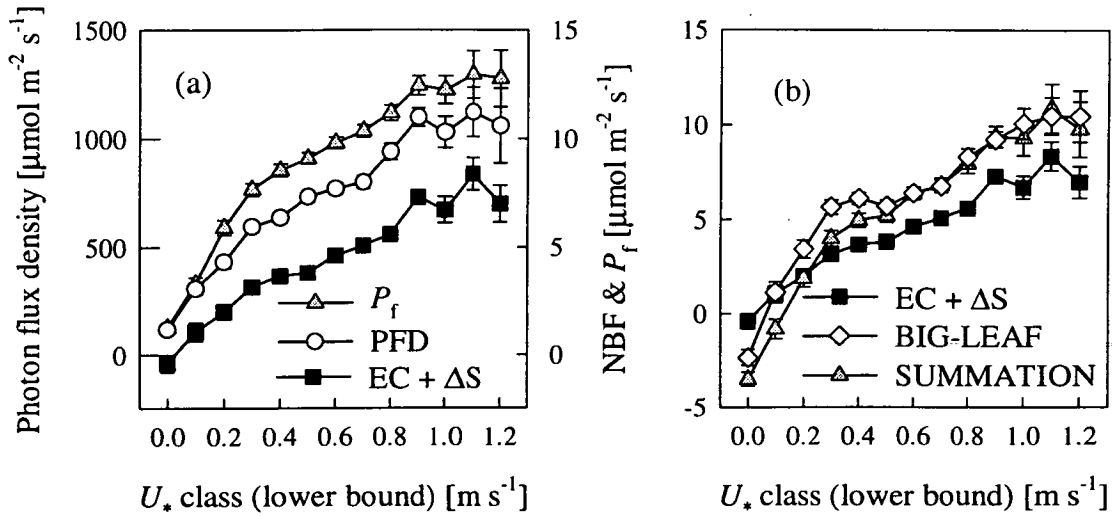 (a)
Photon flux density [µmol m-2 s-1]
1500
1000
500
0
15
10
5
0
NBF & Pf [µmol m-2 s-1]
Pf
PFD
EC + ΔS
0.0 0.2 0.4 0.6 0.8 1.0 1.2
U* class (lower bound) [m s-1]
(b)
15
10
5
0
-5
EC + ΔS
BIG-LEAF
SUMMATION
0.0 0.2 0.4 0.6 0.8 1.0 1.2
U* class (lower bound) [m s-1]